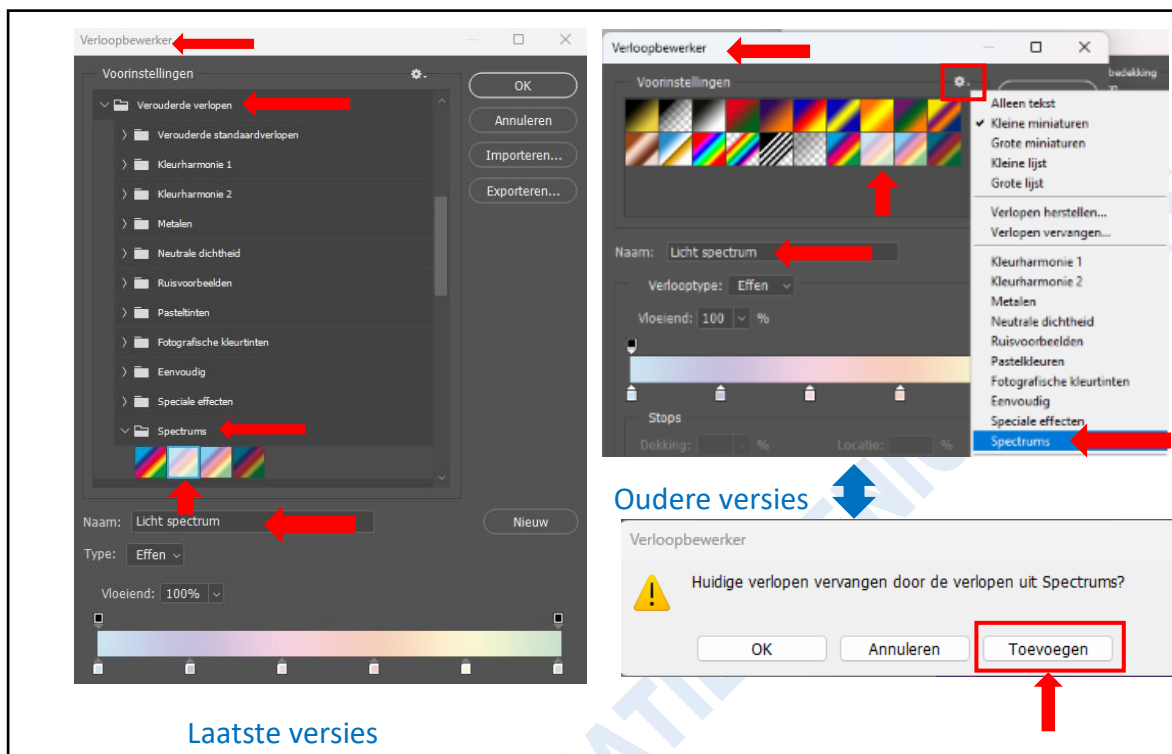 Verloopbewerker
Voorinstellingen
Verouderde verlopen
Verouderde standaardverlopen
Kleurharmonie 1
Kleurharmonie 2
Metalen
Neutrale dichtheid
Ruisvoorbeelden
Pasteltinten
Fotografische kleurtinten
Eenvoudig
Speciale effecten
Spectrums
OK
Annuleren
Importeren...
Exporteren...
Naam: Licht spectrum
Nieuw
Type: Effen
Vloeiend: 100%
Laatste versies
Verloopbewerker
bedekking
Voorinstellingen
Alleen tekst
Kleine miniaturen
Grote miniaturen
Kleine lijst
Grote lijst
Verlopen herstellen...
Verlopen vervangen...
Kleurharmonie 1
Kleurharmonie 2
Metalen
Neutrale dichtheid
Ruisvoorbeelden
Pastelkleuren
Fotografische kleurtinten
Eenvoudig
Speciale effecten
Spectrums
Naam: Licht spectrum
Verlooptype: Effen
Vloeiend: 100 %
Stops
Dekking: % Locatie: %
Oudere versies
Verloopbewerker
Huidige verlopen vervangen door de verlopen uit Spectrums?
OK Annuleren Toevoegen